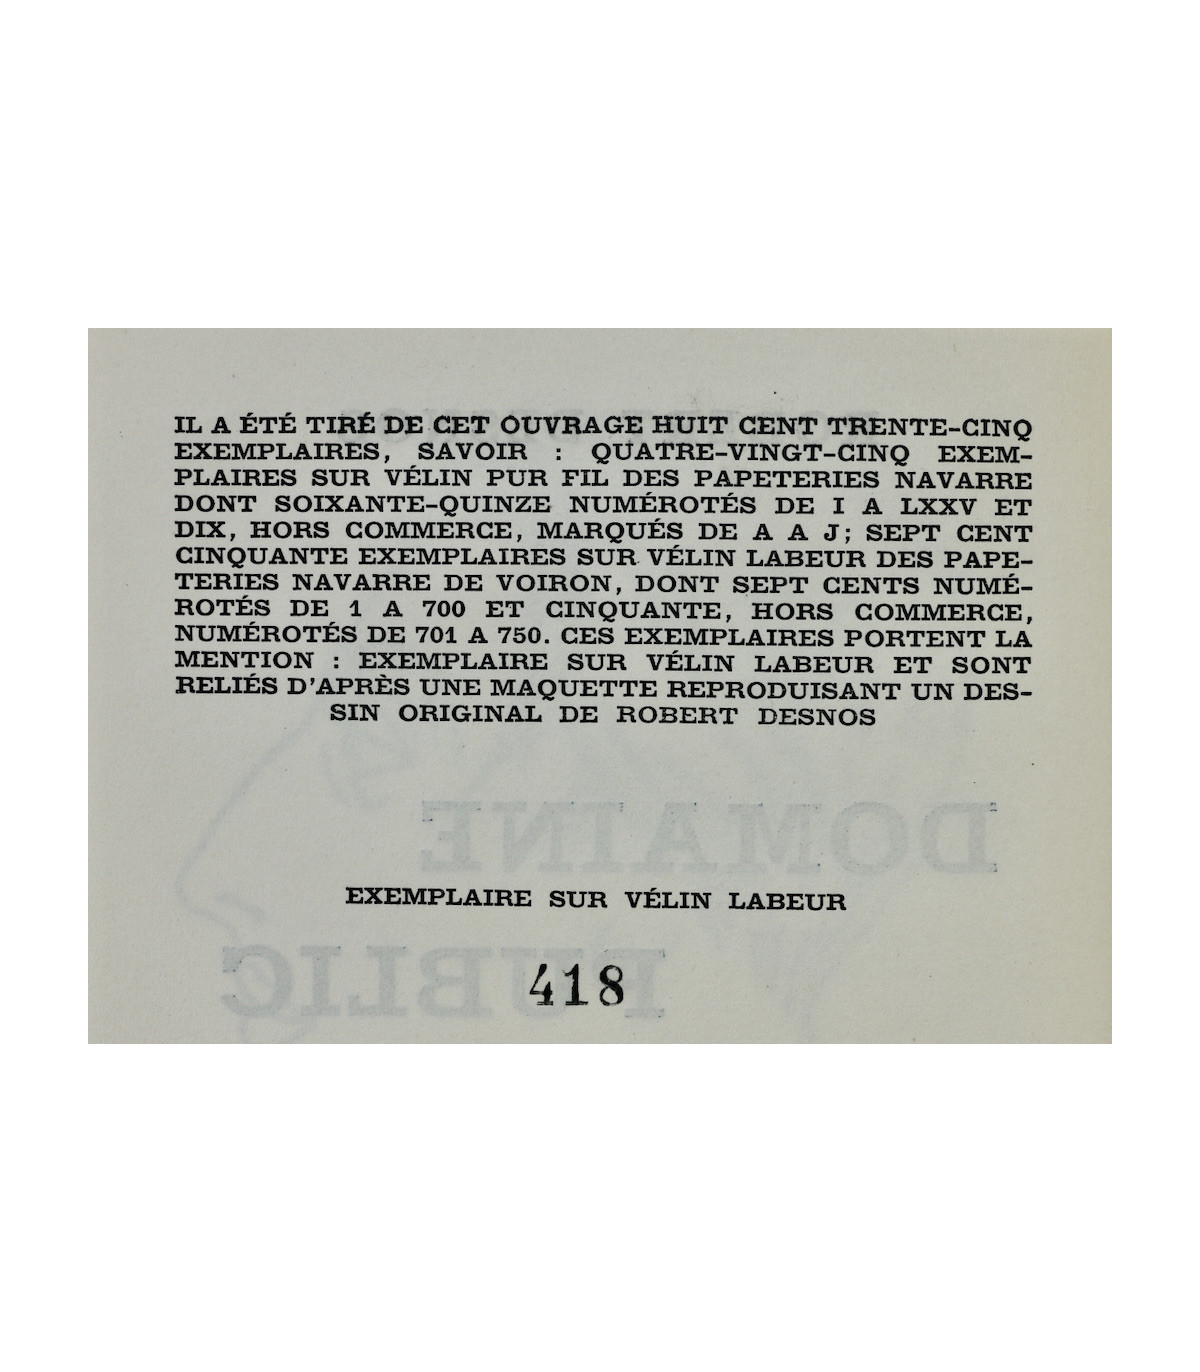 IL A ÉTÉ TIRÉ DE CET OUVRAGE HUIT CENT TRENTE-CINQ
EXEMPLAIRES, SAVOIR : QUATRE-VINGT-CINQ EXEM-
PLAIRES SUR VÉLIN PUR FIL DES PAPETERIES NAVARRE
DONT SOIXANTE-QUINZE NUMÉROTÉS DE I A LXXV ET
DIX, HORS COMMERCE, MARQUÉS DE A A J; SEPT CENT
CINQUANTE EXEMPLAIRES SUR VÉLIN LABEUR DES PAPE-
TERIES NAVARRE DE VOIRON, DONT SEPT CENTS NUMÉ-
ROTÉS DE 1 A 700 ET CINQUANTE, HORS COMMERCE,
NUMÉROTÉS DE 701 A 750. CES EXEMPLAIRES PORTENT LA
MENTION : EXEMPLAIRE SUR VÉLIN LABEUR ET SONT
RELIÉS D'APRÈS UNE MAQUETTE REPRODUISANT UN DES-
SIN ORIGINAL DE ROBERT DESNOS
DOMAINE
EXEMPLAIRE SUR VÉLIN LABEUR
PUBLIC
418